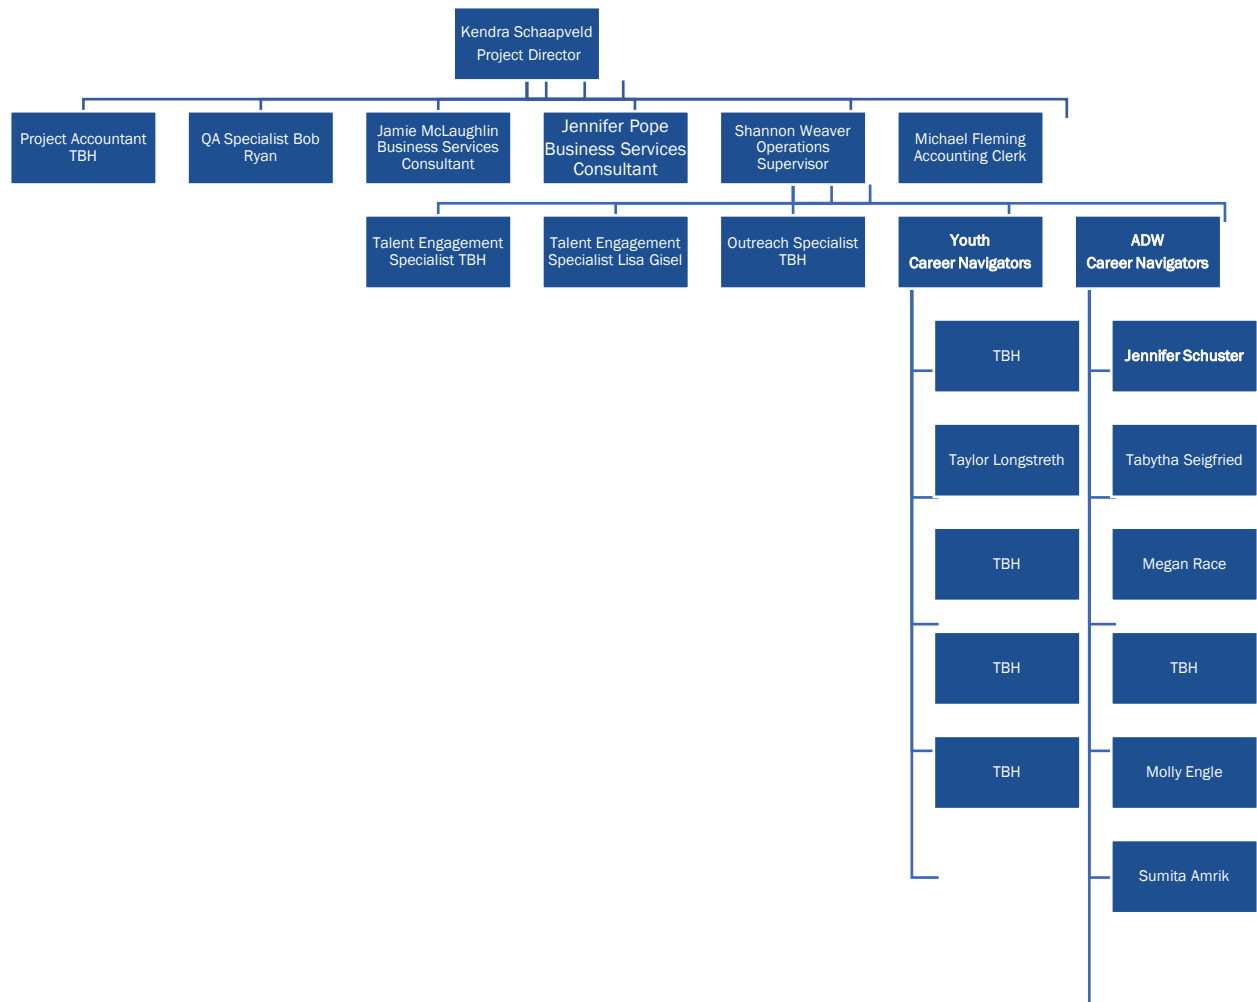 Kendra Schaapveld
Project Director
Project Accountant
TBH
QA Specialist Bob
Ryan
Jamie McLaughlin
Business Services
Consultant
Jennifer Pope
Business Services
Consultant
Shannon Weaver
Operations
Supervisor
Michael Fleming
Accounting Clerk
Talent Engagement
Specialist TBH
Talent Engagement
Specialist Lisa Gisel
Outreach Specialist
TBH
Youth
Career Navigators
ADW
Career Navigators
TBH
Jennifer Schuster
Taylor Longstreth
Tabytha Seigfried
TBH
Megan Race
TBH
TBH
TBH
Molly Engle
Sumita Amrik